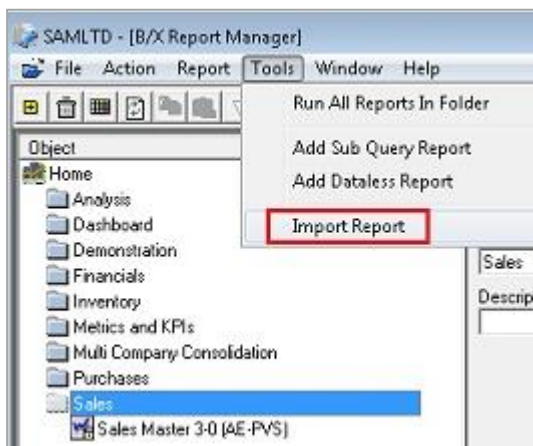 SAMLTD - [B/X Report Manager]
File Action Report Tools Window Help
Run All Reports In Folder
Add Sub Query Report
Add Dataless Report
Import Report
Object
Home
Analysis
Dashboard
Demonstration
Financials
Inventory
Metrics and KPIs
Multi Company Consolidation
Purchases
Sales
Sales Master 3-0 (AE-PVS)
Sales
Descrip